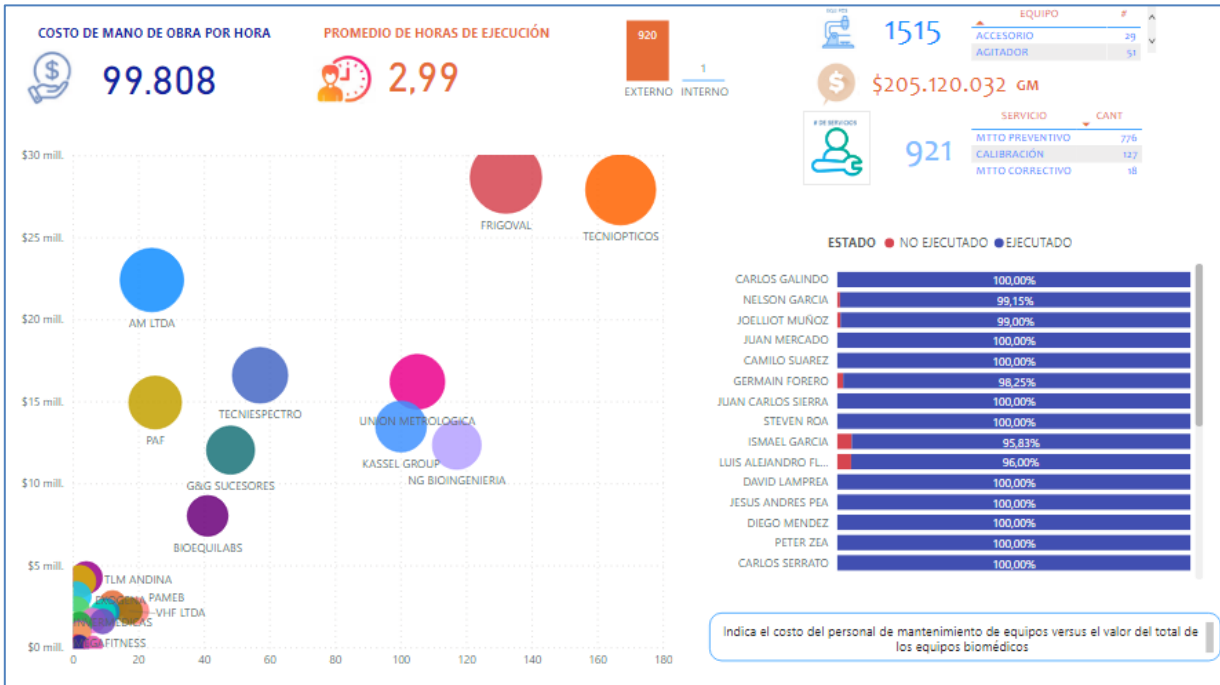 COSTO DE MANO DE OBRA POR HORA
99.808
PROMEDIO DE HORAS DE EJECUCIÓN
2,99
920
1
EXTERNO INTERNO
1515
EQUIPO #
ACCESORIO 29
AGITADOR 51
$205.120.032 GM
# DE SERVICIOS
921
SERVICIO CANT
MTTO PREVENTIVO 776
CALIBRACIÓN 127
MTTO CORRECTIVO 18
$30 mill.
$25 mill.
$20 mill.
$15 mill.
$10 mill.
$5 mill.
$0 mill.
FRIGOVAL
TECNIOPTICOS
AM LTDA
TECNIESPECTRO
PAF
UNION METROLOGICA
KASSEL GROUP
NG BIOINGENIERIA
G&G SUCESORES
BIOEQUILABS
TLM ANDINA
EXOGENA
PAMEB
VHF LTDA
0 20 40 60 80 100 120 140 160 180
ESTADO NO EJECUTADO EJECUTADO
CARLOS GALINDO 100,00%
NELSON GARCIA 99,15%
JOELLIOT MUÑOZ 99,00%
JUAN MERCADO 100,00%
CAMILO SUAREZ 100,00%
GERMAIN FORERO 98,25%
JUAN CARLOS SIERRA 100,00%
STEVEN ROA 100,00%
ISMAEL GARCIA 95,83%
LUIS ALEJANDRO FL... 96,00%
DAVID LAMPREA 100,00%
JESUS ANDRES PEA 100,00%
DIEGO MENDEZ 100,00%
PETER ZEA 100,00%
CARLOS SERRATO 100,00%
Indica el costo del personal de mantenimiento de equipos versus el valor del total de
los equipos biomédicos